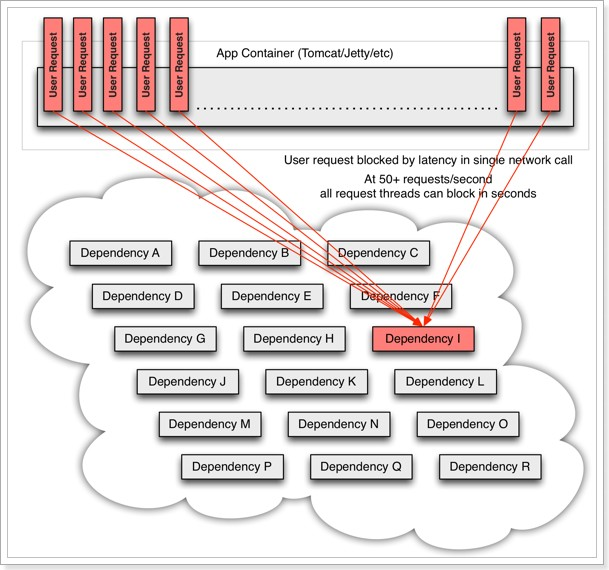 User Request
User Request
User Request
User Request
User Request
User Request
User Request
App Container (Tomcat/Jetty/etc)
User request blocked by latency in single network call
At 50+ requests/second
all request threads can block in seconds
Dependency A
Dependency B
Dependency C
Dependency D
Dependency E
Dependency F
Dependency G
Dependency H
Dependency I
Dependency J
Dependency K
Dependency L
Dependency M
Dependency N
Dependency O
Dependency P
Dependency Q
Dependency R